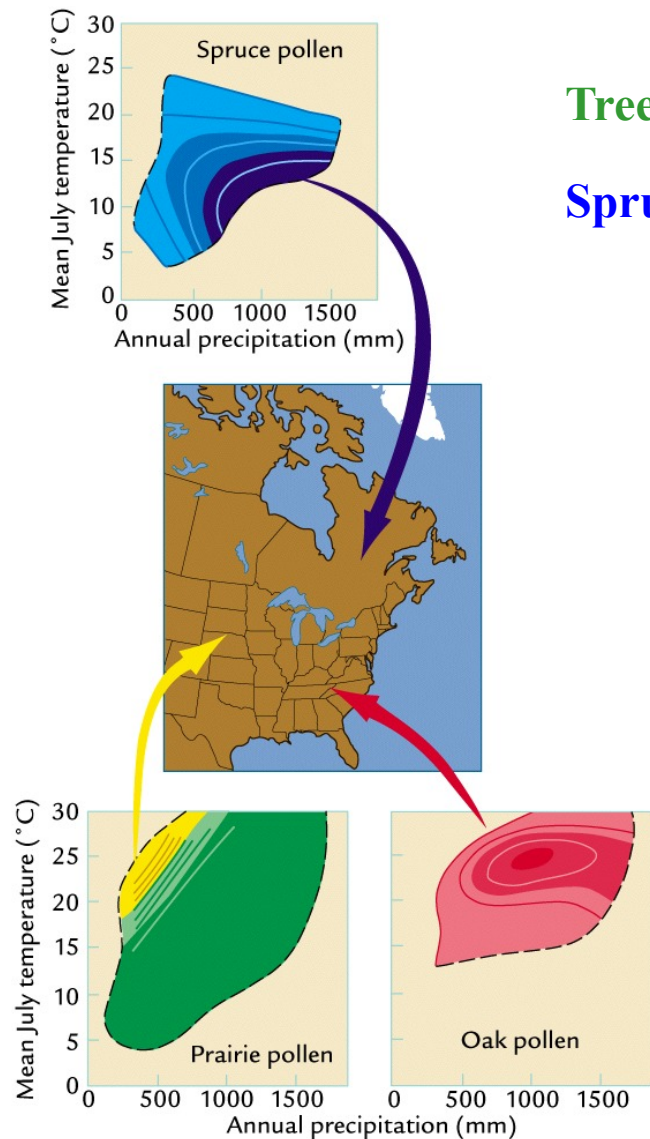 Mean July temperature (˚C)
30
25
20
15
10
5
0
Spruce pollen
0 500 1000 1500
Annual precipitation (mm)
Tree
Spru
Mean July temperature (˚C)
30
25
20
15
10
5
0
Prairie pollen
0 500 1000 1500
Oak pollen
0 500 1000 1500
Annual precipitation (mm)